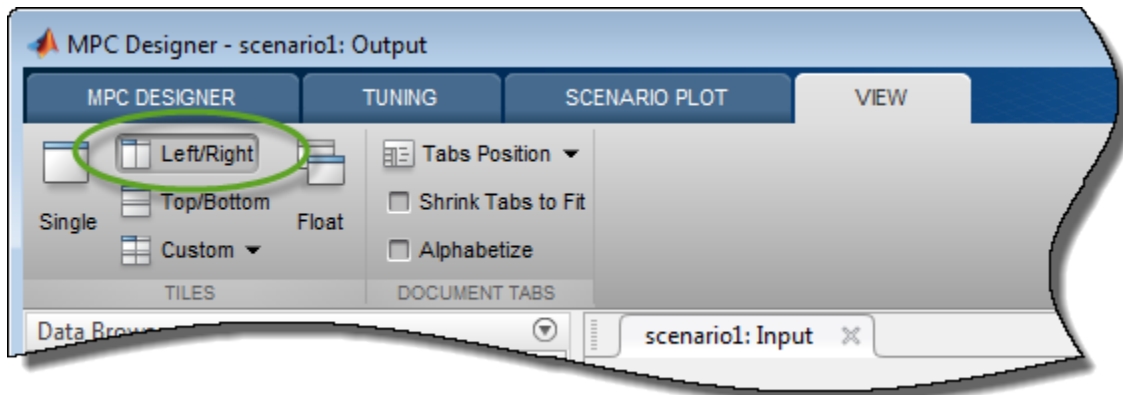 MPC Designer - scenario1: Output
MPC DESIGNER TUNING SCENARIO PLOT VIEW
Single
Left/Right
Top/Bottom
Custom
Float
Tabs Position
Shrink Tabs to Fit
Alphabetize
TILES
DOCUMENT TABS
Data
scenario1: Input